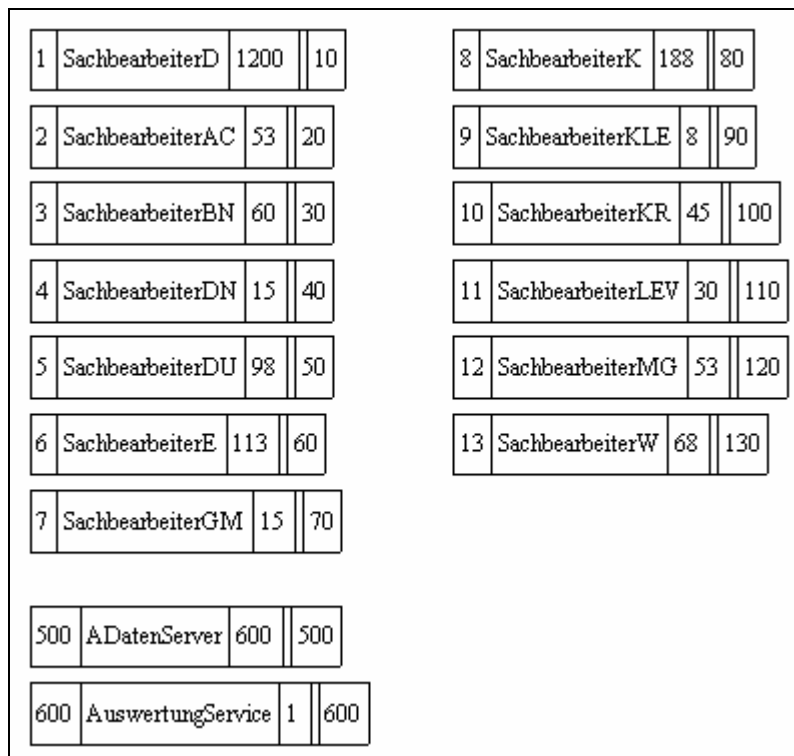 1 SachbearbeiterD 1200 10
2 SachbearbeiterAC 53 20
3 SachbearbeiterBN 60 30
4 SachbearbeiterDN 15 40
5 SachbearbeiterDU 98 50
6 SachbearbeiterE 113 60
7 SachbearbeiterGM 15 70
8 SachbearbeiterK 188 80
9 SachbearbeiterKLE 8 90
10 SachbearbeiterKR 45 100
11 SachbearbeiterLEV 30 110
12 SachbearbeiterMG 53 120
13 SachbearbeiterW 68 130
500 ADatenServer 600 500
600 AuswertungService 1 600